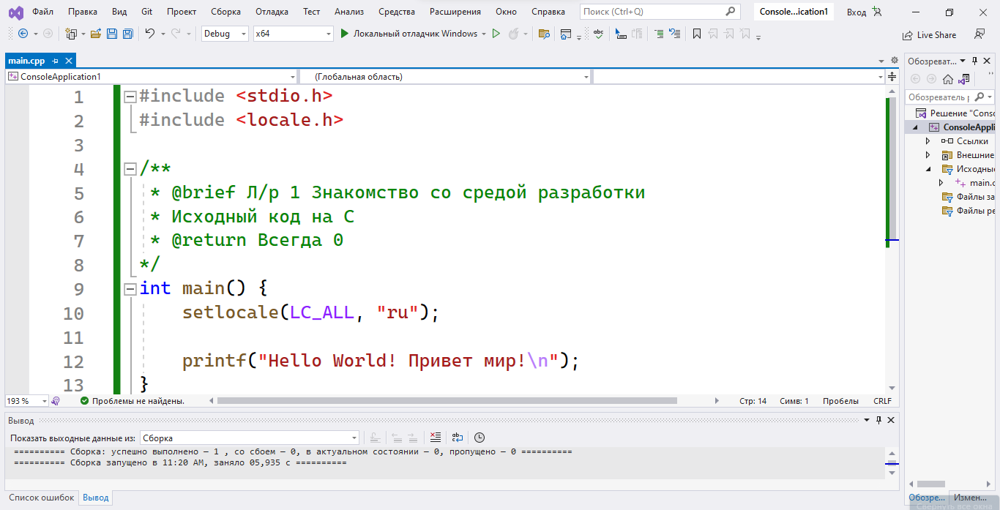 Файл Правка Вид Git Проект Сборка Отладка Тест Анализ Средства Расширения Окно Справка Поиск (Ctrl+Q) Console...ication1 Вход
Debug x64 Локальный отладчик Windows abc Live Share
main.cpp
Обозреват...
ConsoleApplication1 (Глобальная область)
Обозреватель
1 #include <stdio.h>
2 #include <locale.h>
3
4 /**
5 * @brief Л/р 1 Знакомство со средой разработки
6 * Исходный код на C
7 * @return Всегда 0
8 */
9 int main() {
10 setlocale(LC_ALL, "ru");
11
12 printf("Hello World! Привет мир!\n");
13 }
Решение "Consc
ConsoleAppli
Ссылки
Внешние
Исходны
main.c
Файлы за
Файлы ре
193 % Проблемы не найдены. Стр: 14 Симв: 1 Пробелы CRLF
Вывод
Показать выходные данные из: Сборка
========== Сборка: успешно выполнено — 1 , со сбоем — 0, в актуальном состоянии — 0, пропущено — 0 ==========
========== Сборка запущено в 11:20 AM, заняло 05,935 с ==========
Список ошибок Вывод
Обозре... Измен...
Свернуть все окна